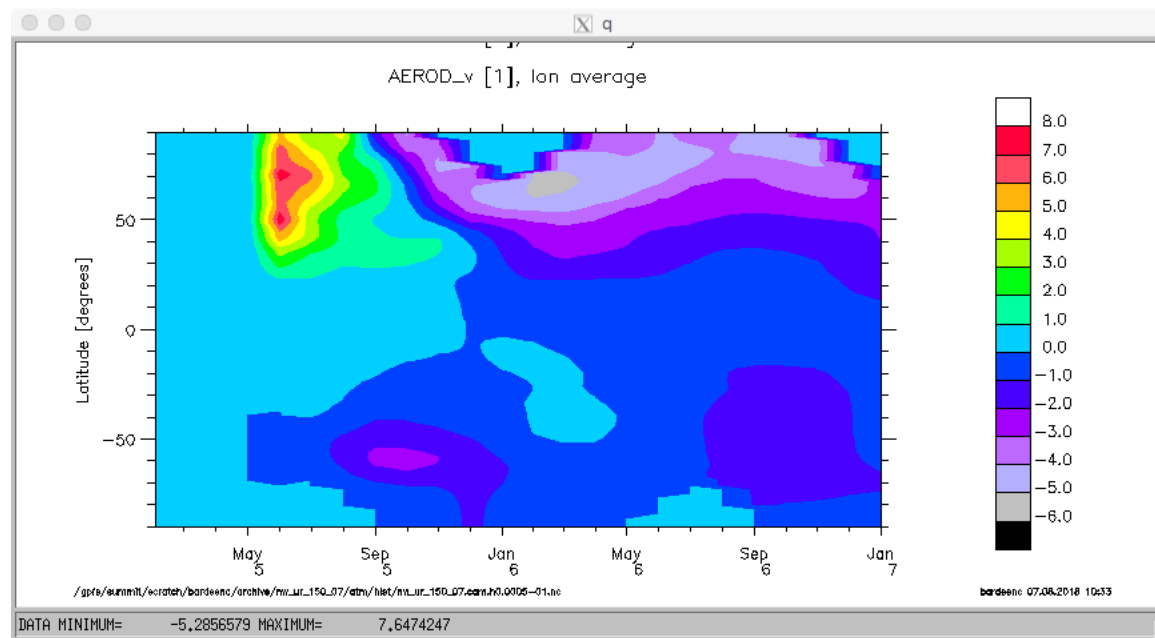 q
AEROD_v [1], lon average
8.0
7.0
6.0
5.0
4.0
3.0
2.0
1.0
0.0
-1.0
-2.0
-3.0
-4.0
-5.0
-6.0
Latitude [degrees]
50
0
-50
May Sep Jan May Sep Jan
5 5 6 6 6 7
/gpfs/summit/scratch/bardeenc/archive/nw_ur_150_07/atm/hist/nw_ur_150_07.cam.h0.0005-01.nc
bardeenc 07.08.2018 10:33
DATA MINIMUM= -5.2856579 MAXIMUM= 7.6474247